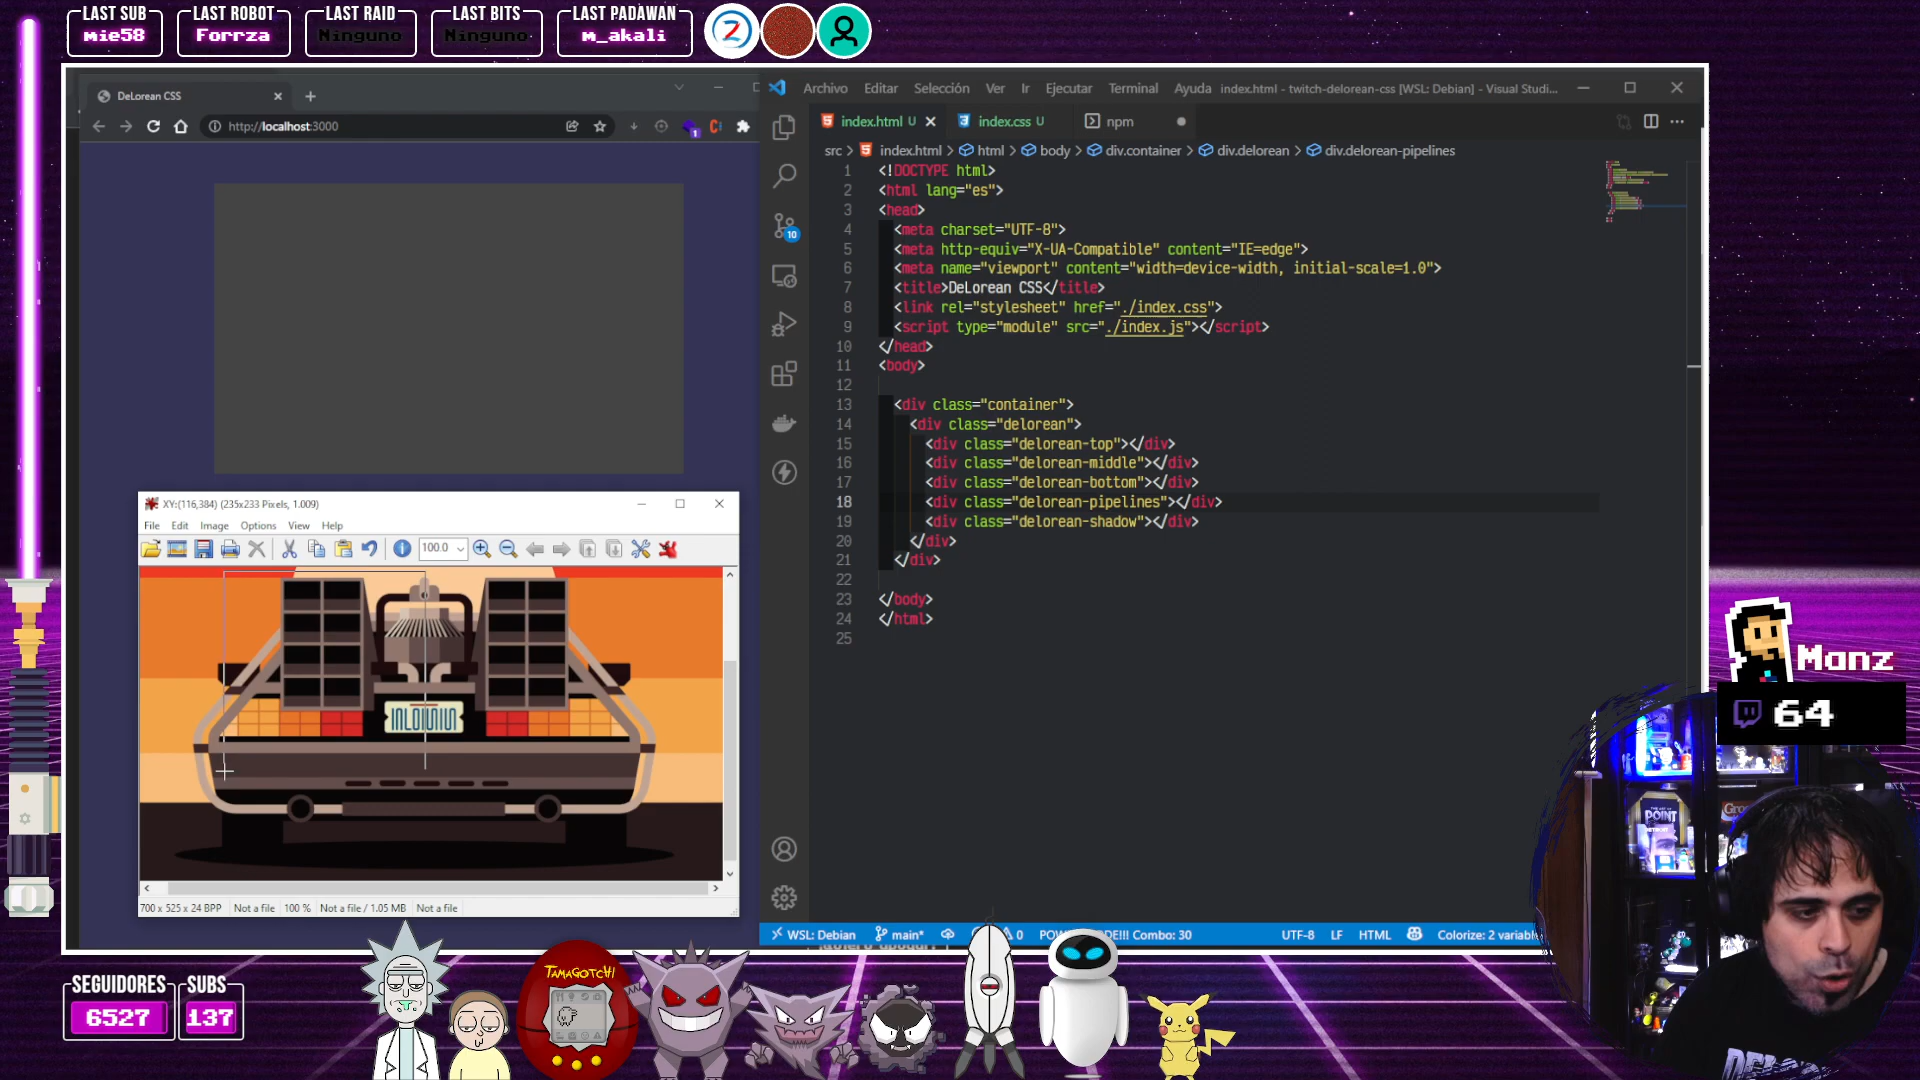 LAST SUB
mie58
LAST ROBOT
Forrza
LAST RAID
Ninguno
LAST BITS
Ninguno
LAST PADAWAN
m_akali
DeLorean CSS
http://localhost:3000
1
XY:(116,384) (235x233 Pixels, 1.009)
File Edit Image Options View Help
100.0
700 x 525 x 24 BPP Not a file 100 % Not a file / 1.05 MB Not a file
Archivo Editar Selección Ver Ir Ejecutar Terminal Ayuda index.html - twitch-delorean-css [WSL: Debian] - Visual Studi...
index.html U
index.css U
npm
src > index.html > html > body > div.container > div.delorean > div.delorean-pipelines
10
1 <!DOCTYPE html>
2 <html lang="es">
3 <head>
4 <meta charset="UTF-8">
5 <meta http-equiv="X-UA-Compatible" content="IE=edge">
6 <meta name="viewport" content="width=device-width, initial-scale=1.0">
7 <title>DeLorean CSS</title>
8 <link rel="stylesheet" href="./index.css">
9 <script type="module" src="./index.js"></script>
10 </head>
11 <body>
12
13 <div class="container">
14 <div class="delorean">
15 <div class="delorean-top"></div>
16 <div class="delorean-middle"></div>
17 <div class="delorean-bottom"></div>
18 <div class="delorean-pipelines"></div>
19 <div class="delorean-shadow"></div>
20 </div>
21 </div>
22
23 </body>
24 </html>
25
WSL: Debian main* 0 Combo: 30 UTF-8 LF HTML Colorize: 2 variabl
Manz
64
POINT
SEGUIDORES
6527
SUBS
137
TAMAGOTCHI